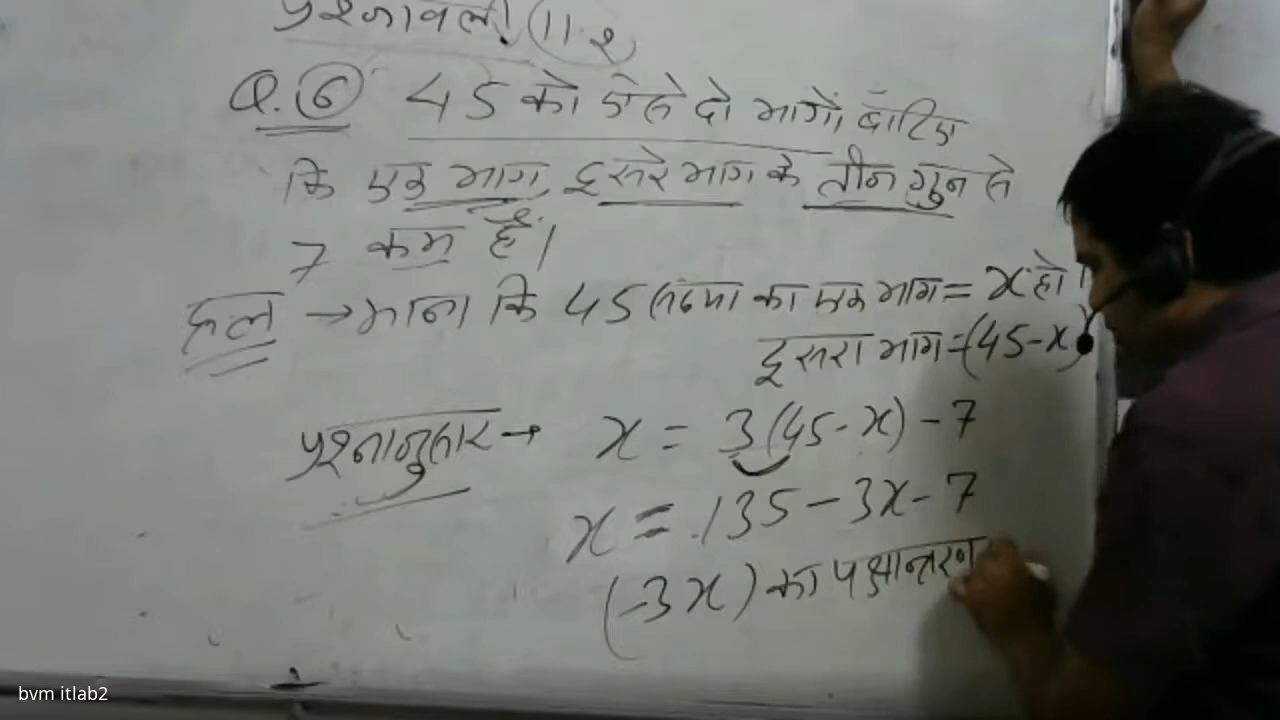 प्रश्नावली (11.2)
Q.⑥ 45 को ऐसे दो भागों बाँटिए
कि एक भाग, दूसरे भाग के तीन गुने से
7 कम है।
हल → माना कि 45 संख्या का एक भाग = x हो।
दूसरा भाग = (45-x)
प्रश्नानुसार → x = 3(45-x) - 7
x = 135 - 3x - 7
(-3x) का पक्षान्तरण
bvm itlab2